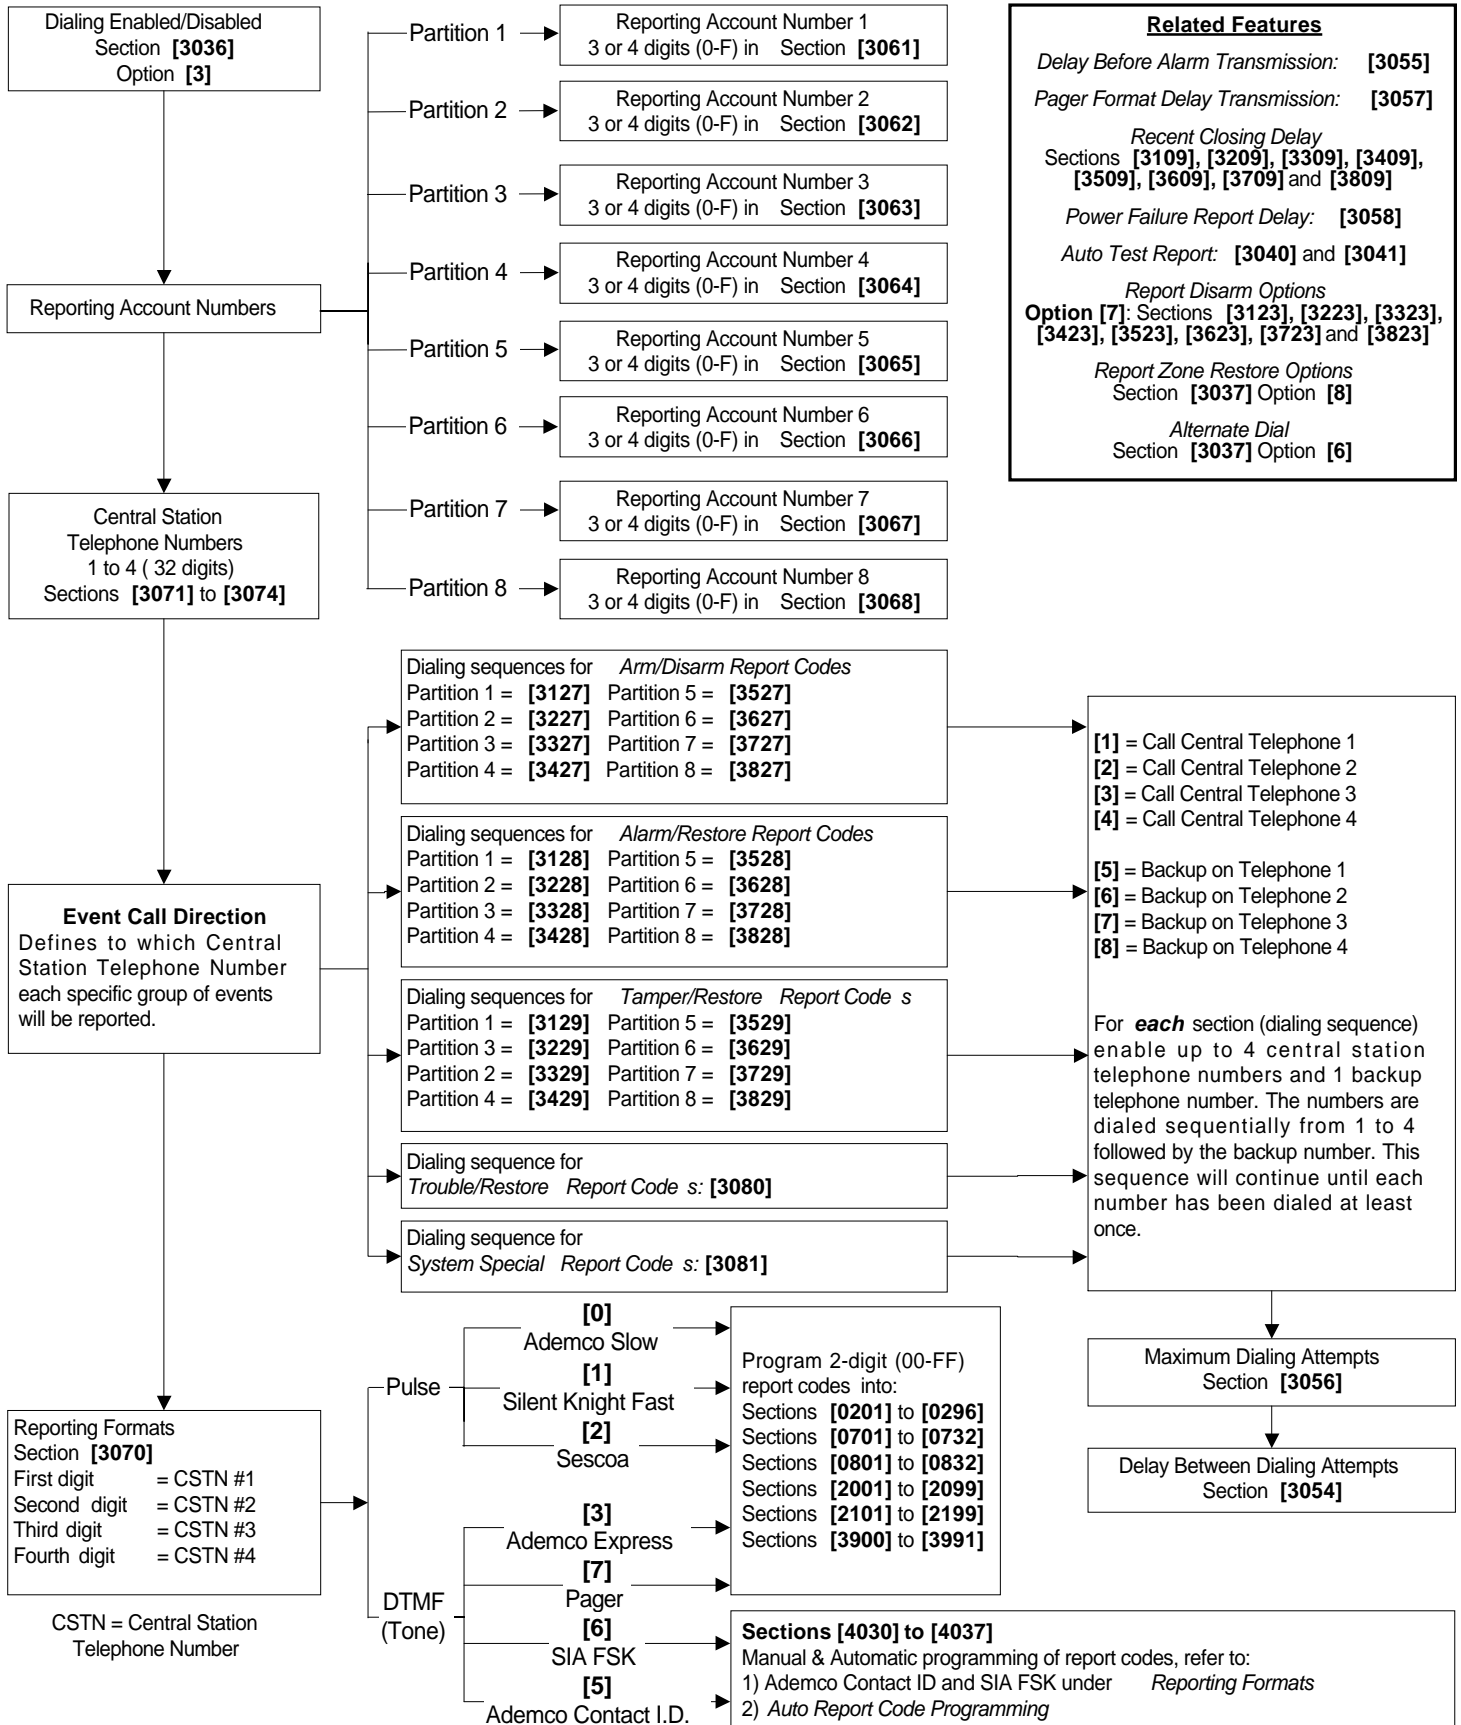 Dialing Enabled/Disabled
Section [3036]
Option [3]
Reporting Account Numbers
Central Station
Telephone Numbers
1 to 4 ( 32 digits)
Sections [3071] to [3074]
Event Call Direction
Defines to which Central
Station Telephone Number
each specific group of events
will be reported.
Reporting Formats
Section [3070]
First digit = CSTN #1
Second digit = CSTN #2
Third digit = CSTN #3
Fourth digit = CSTN #4
CSTN = Central Station
Telephone Number
Partition 1
Reporting Account Number 1
3 or 4 digits (0-F) in Section [3061]
Partition 2
Reporting Account Number 2
3 or 4 digits (0-F) in Section [3062]
Partition 3
Reporting Account Number 3
3 or 4 digits (0-F) in Section [3063]
Partition 4
Reporting Account Number 4
3 or 4 digits (0-F) in Section [3064]
Partition 5
Reporting Account Number 5
3 or 4 digits (0-F) in Section [3065]
Partition 6
Reporting Account Number 6
3 or 4 digits (0-F) in Section [3066]
Partition 7
Reporting Account Number 7
3 or 4 digits (0-F) in Section [3067]
Partition 8
Reporting Account Number 8
3 or 4 digits (0-F) in Section [3068]
Related Features
Delay Before Alarm Transmission: [3055]
Pager Format Delay Transmission: [3057]
Recent Closing Delay
Sections [3109], [3209], [3309], [3409],
[3509], [3609], [3709] and [3809]
Power Failure Report Delay: [3058]
Auto Test Report: [3040] and [3041]
Report Disarm Options
Option [7]: Sections [3123], [3223], [3323],
[3423], [3523], [3623], [3723] and [3823]
Report Zone Restore Options
Section [3037] Option [8]
Alternate Dial
Section [3037] Option [6]
Dialing sequences for Arm/Disarm Report Codes
Partition 1 = [3127] Partition 5 = [3527]
Partition 2 = [3227] Partition 6 = [3627]
Partition 3 = [3327] Partition 7 = [3727]
Partition 4 = [3427] Partition 8 = [3827]
Dialing sequences for Alarm/Restore Report Codes
Partition 1 = [3128] Partition 5 = [3528]
Partition 2 = [3228] Partition 6 = [3628]
Partition 3 = [3328] Partition 7 = [3728]
Partition 4 = [3428] Partition 8 = [3828]
Dialing sequences for Tamper/Restore Report Code s
Partition 1 = [3129] Partition 5 = [3529]
Partition 3 = [3229] Partition 6 = [3629]
Partition 2 = [3329] Partition 7 = [3729]
Partition 4 = [3429] Partition 8 = [3829]
Dialing sequence for
Trouble/Restore Report Code s: [3080]
Dialing sequence for
System Special Report Code s: [3081]
[1] = Call Central Telephone 1
[2] = Call Central Telephone 2
[3] = Call Central Telephone 3
[4] = Call Central Telephone 4
[5] = Backup on Telephone 1
[6] = Backup on Telephone 2
[7] = Backup on Telephone 3
[8] = Backup on Telephone 4
For each section (dialing sequence)
enable up to 4 central station
telephone numbers and 1 backup
telephone number. The numbers are
dialed sequentially from 1 to 4
followed by the backup number. This
sequence will continue until each
number has been dialed at least
once.
Maximum Dialing Attempts
Section [3056]
Delay Between Dialing Attempts
Section [3054]
Pulse
[0]
Ademco Slow
[1]
Silent Knight Fast
[2]
Sescoa
DTMF
(Tone)
[3]
Ademco Express
[7]
Pager
[6]
SIA FSK
[5]
Ademco Contact I.D.
Program 2-digit (00-FF)
report codes into:
Sections [0201] to [0296]
Sections [0701] to [0732]
Sections [0801] to [0832]
Sections [2001] to [2099]
Sections [2101] to [2199]
Sections [3900] to [3991]
Sections [4030] to [4037]
Manual & Automatic programming of report codes, refer to:
1) Ademco Contact ID and SIA FSK under Reporting Formats
2) Auto Report Code Programming